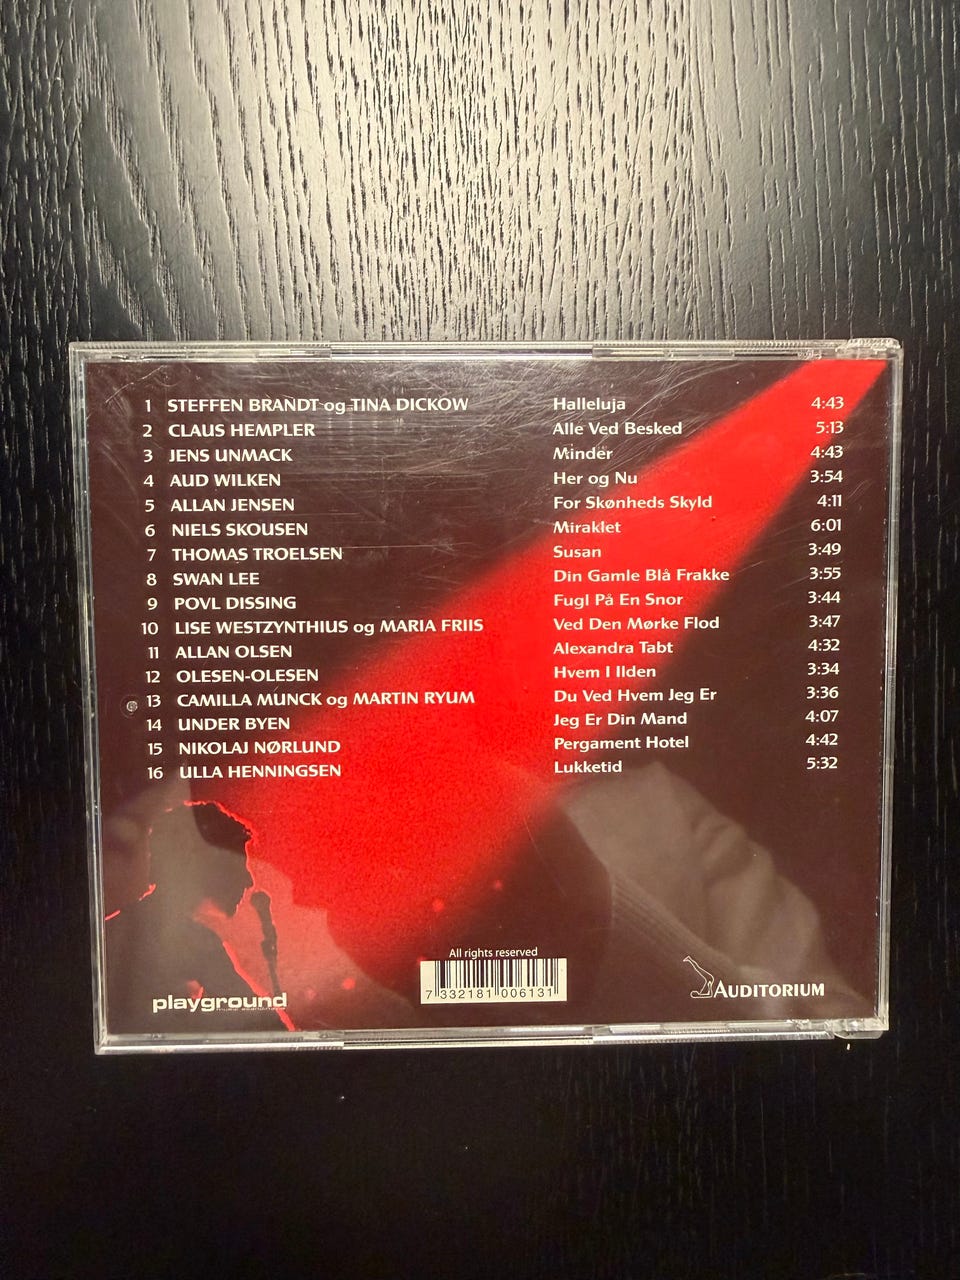 1 STEFFEN BRANDT og TINA DICKOW Halleluja 4:43
2 CLAUS HEMPLER Alle Ved Besked 5:13
3 JENS UNMACK Minder 4:43
4 AUD WILKEN Her og Nu 3:54
5 ALLAN JENSEN For Skønheds Skyld 4:11
6 NIELS SKOUSEN Miraklet 6:01
7 THOMAS TROELSEN Susan 3:49
8 SWAN LEE Din Gamle Blå Frakke 3:55
9 POVL DISSING Fugl På En Snor 3:44
10 LISE WESTZYNTHIUS og MARIA FRIIS Ved Den Mørke Flod 3:47
11 ALLAN OLSEN Alexandra Tabt 4:32
12 OLESEN-OLESEN Hvem I Ilden 3:34
13 CAMILLA MUNCK og MARTIN RYUM Du Ved Hvem Jeg Er 3:36
14 UNDER BYEN Jeg Er Din Mand 4:07
15 NIKOLAJ NØRLUND Pergament Hotel 4:42
16 ULLA HENNINGSEN Lukketid 5:32
All rights reserved
7 332181 006131
playground
AUDITORIUM